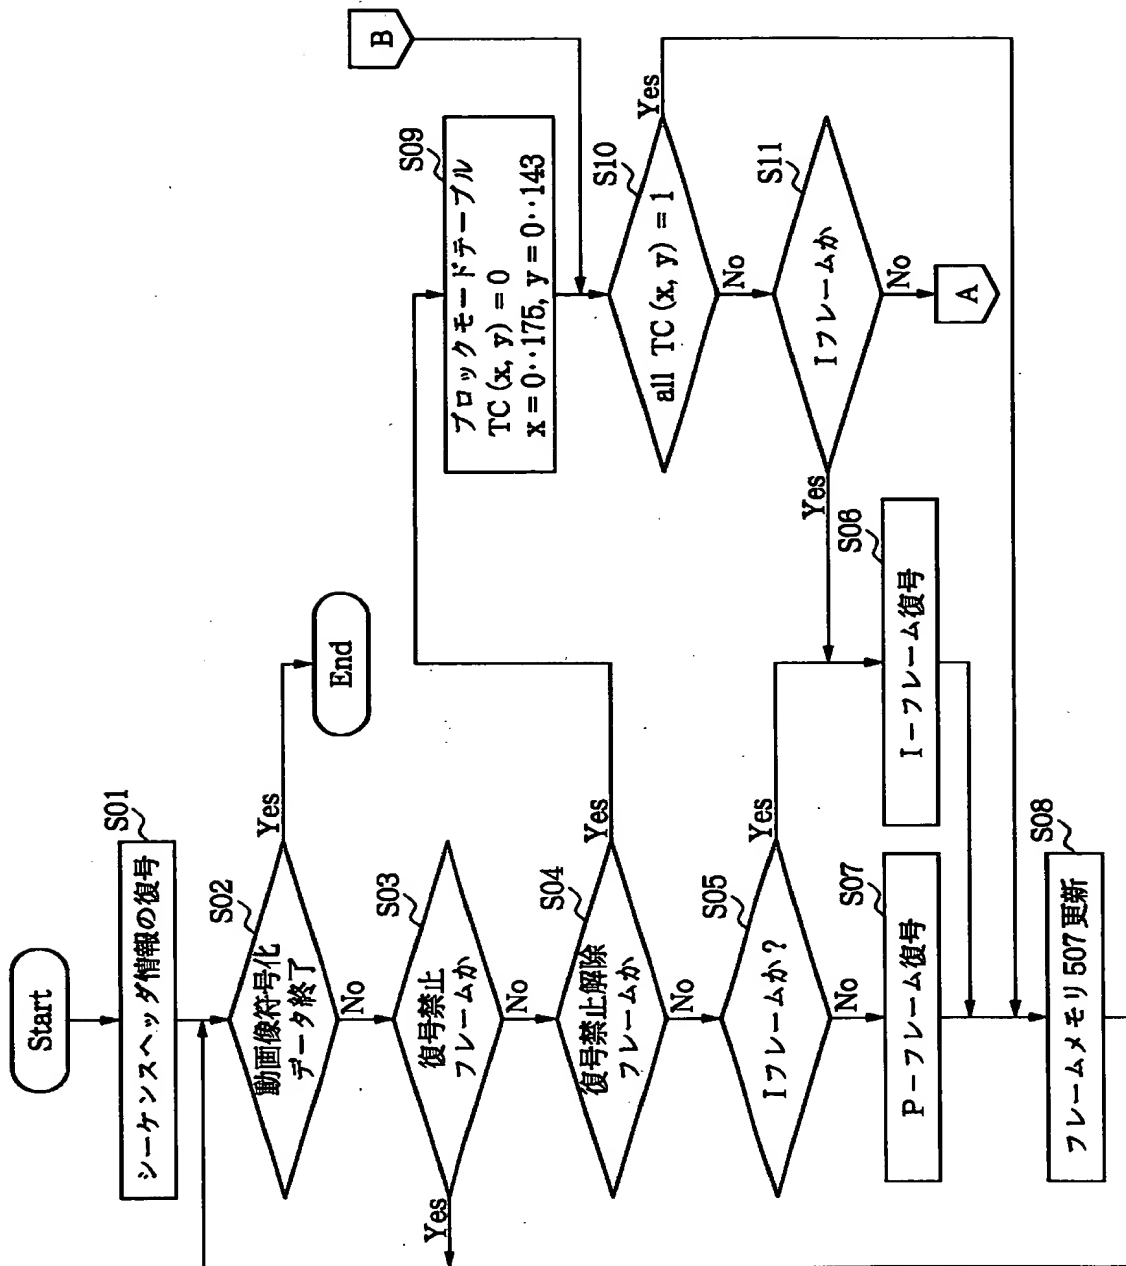 Start
シーケンスヘッダ情報の復号
S01
動画像符号化
データ終了
S02
Yes
No
End
復号禁止
フレームか
S03
Yes
No
復号禁止解除
フレームか
S04
Yes
No
Iフレームか?
S05
Yes
No
P－フレーム復号
S07
I－フレーム復号
S06
フレームメモリ507更新
S08
ブロックモードテーブル
TC(x, y) = 0
x = 0‥175, y = 0‥143
S09
B
all TC(x, y) = 1
S10
Yes
No
Iフレームか
S11
Yes
No
A